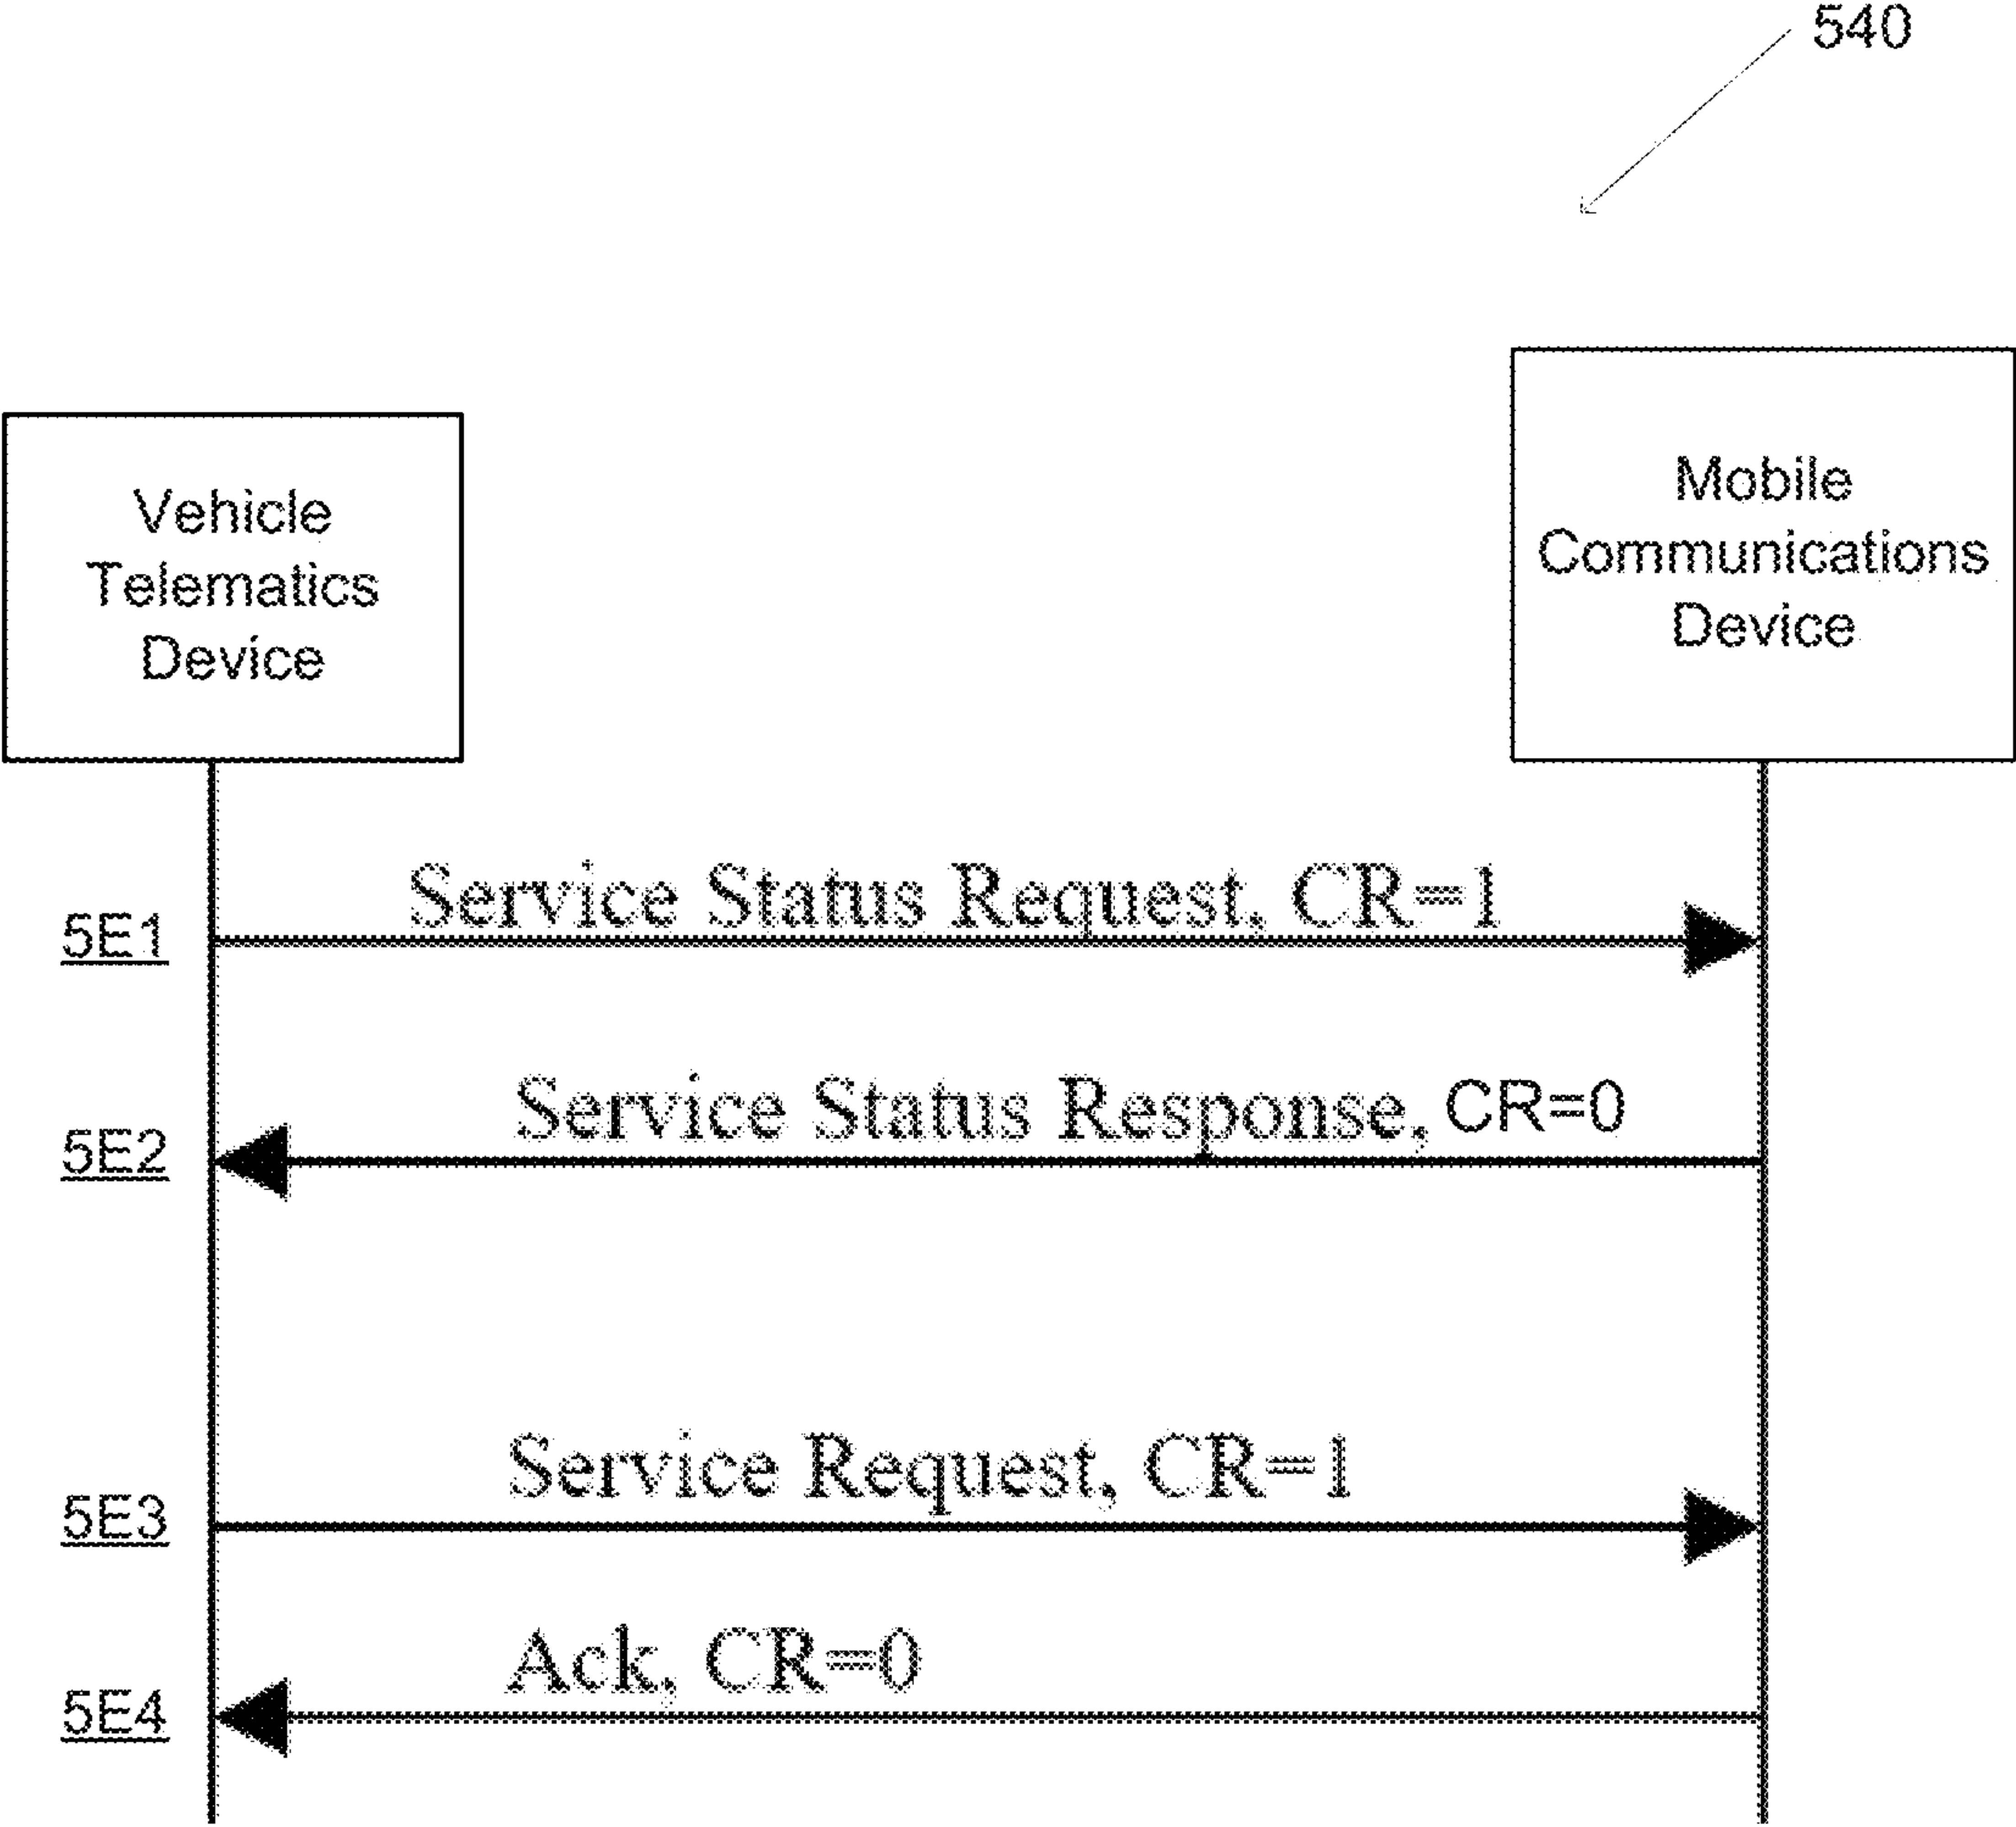 540
Vehicle
Telematics
Device
Mobile
Communications
Device
Service Status Request, CR=1
5E1
Service Status Response, CR=0
5E2
Service Request, CR=1
5E3
Ack, CR=0
5E4